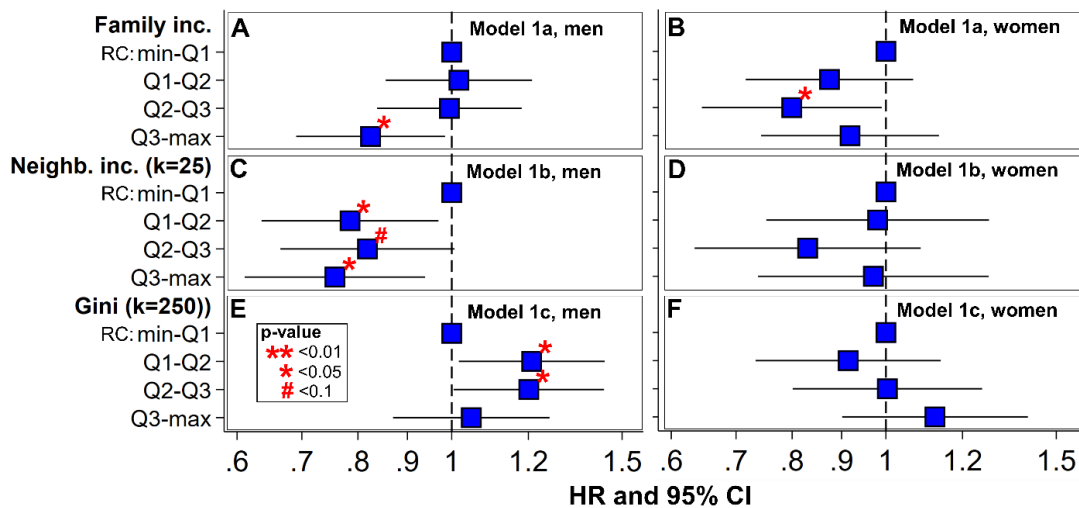 Family inc.
A
Model 1a, men
B
Model 1a, women
RC: min-Q1
Q1-Q2
Q2-Q3
*
*
Q3-max
Neighb. inc. (k=25)
C
Model 1b, men
D
Model 1b, women
RC: min-Q1
Q1-Q2
*
Q2-Q3
#
Q3-max
*
Gini (k=250))
E
Model 1c, men
F
Model 1c, women
RC: min-Q1
p-value
** <0.01
* <0.05
# <0.1
Q1-Q2
*
Q2-Q3
*
Q3-max
.6 .7 .8 .9 1 1.2 1.5
.6 .7 .8 .9 1 1.2 1.5
HR and 95% CI